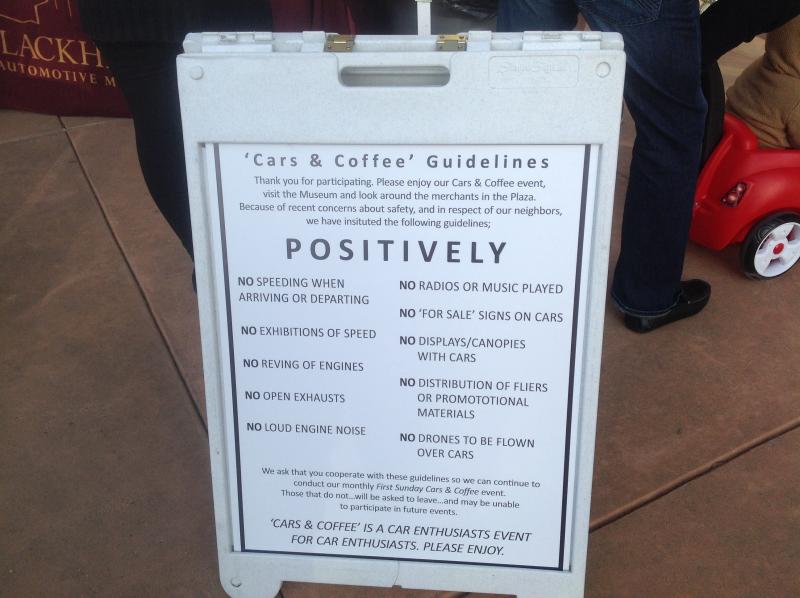 LACKH
AUTOMOTIVE M
'Cars & Coffee' Guidelines
Thank you for participating. Please enjoy our Cars & Coffee event,
visit the Museum and look around the merchants in the Plaza.
Because of recent concerns about safety, and in respect of our neighbors,
we have insituted the following guidelines;
POSITIVELY
NO SPEEDING WHEN
ARRIVING OR DEPARTING
NO EXHIBITIONS OF SPEED
NO REVING OF ENGINES
NO OPEN EXHAUSTS
NO LOUD ENGINE NOISE
NO RADIOS OR MUSIC PLAYED
NO 'FOR SALE' SIGNS ON CARS
NO DISPLAYS/CANOPIES
WITH CARS
NO DISTRIBUTION OF FLIERS
OR PROMOTOTIONAL
MATERIALS
NO DRONES TO BE FLOWN
OVER CARS
We ask that you cooperate with these guidelines so we can continue to
conduct our monthly First Sunday Cars & Coffee event.
Those that do not...will be asked to leave...and may be unable
to participate in future events.
'CARS & COFFEE' IS A CAR ENTHUSIASTS EVENT
FOR CAR ENTHUSIASTS. PLEASE ENJOY.